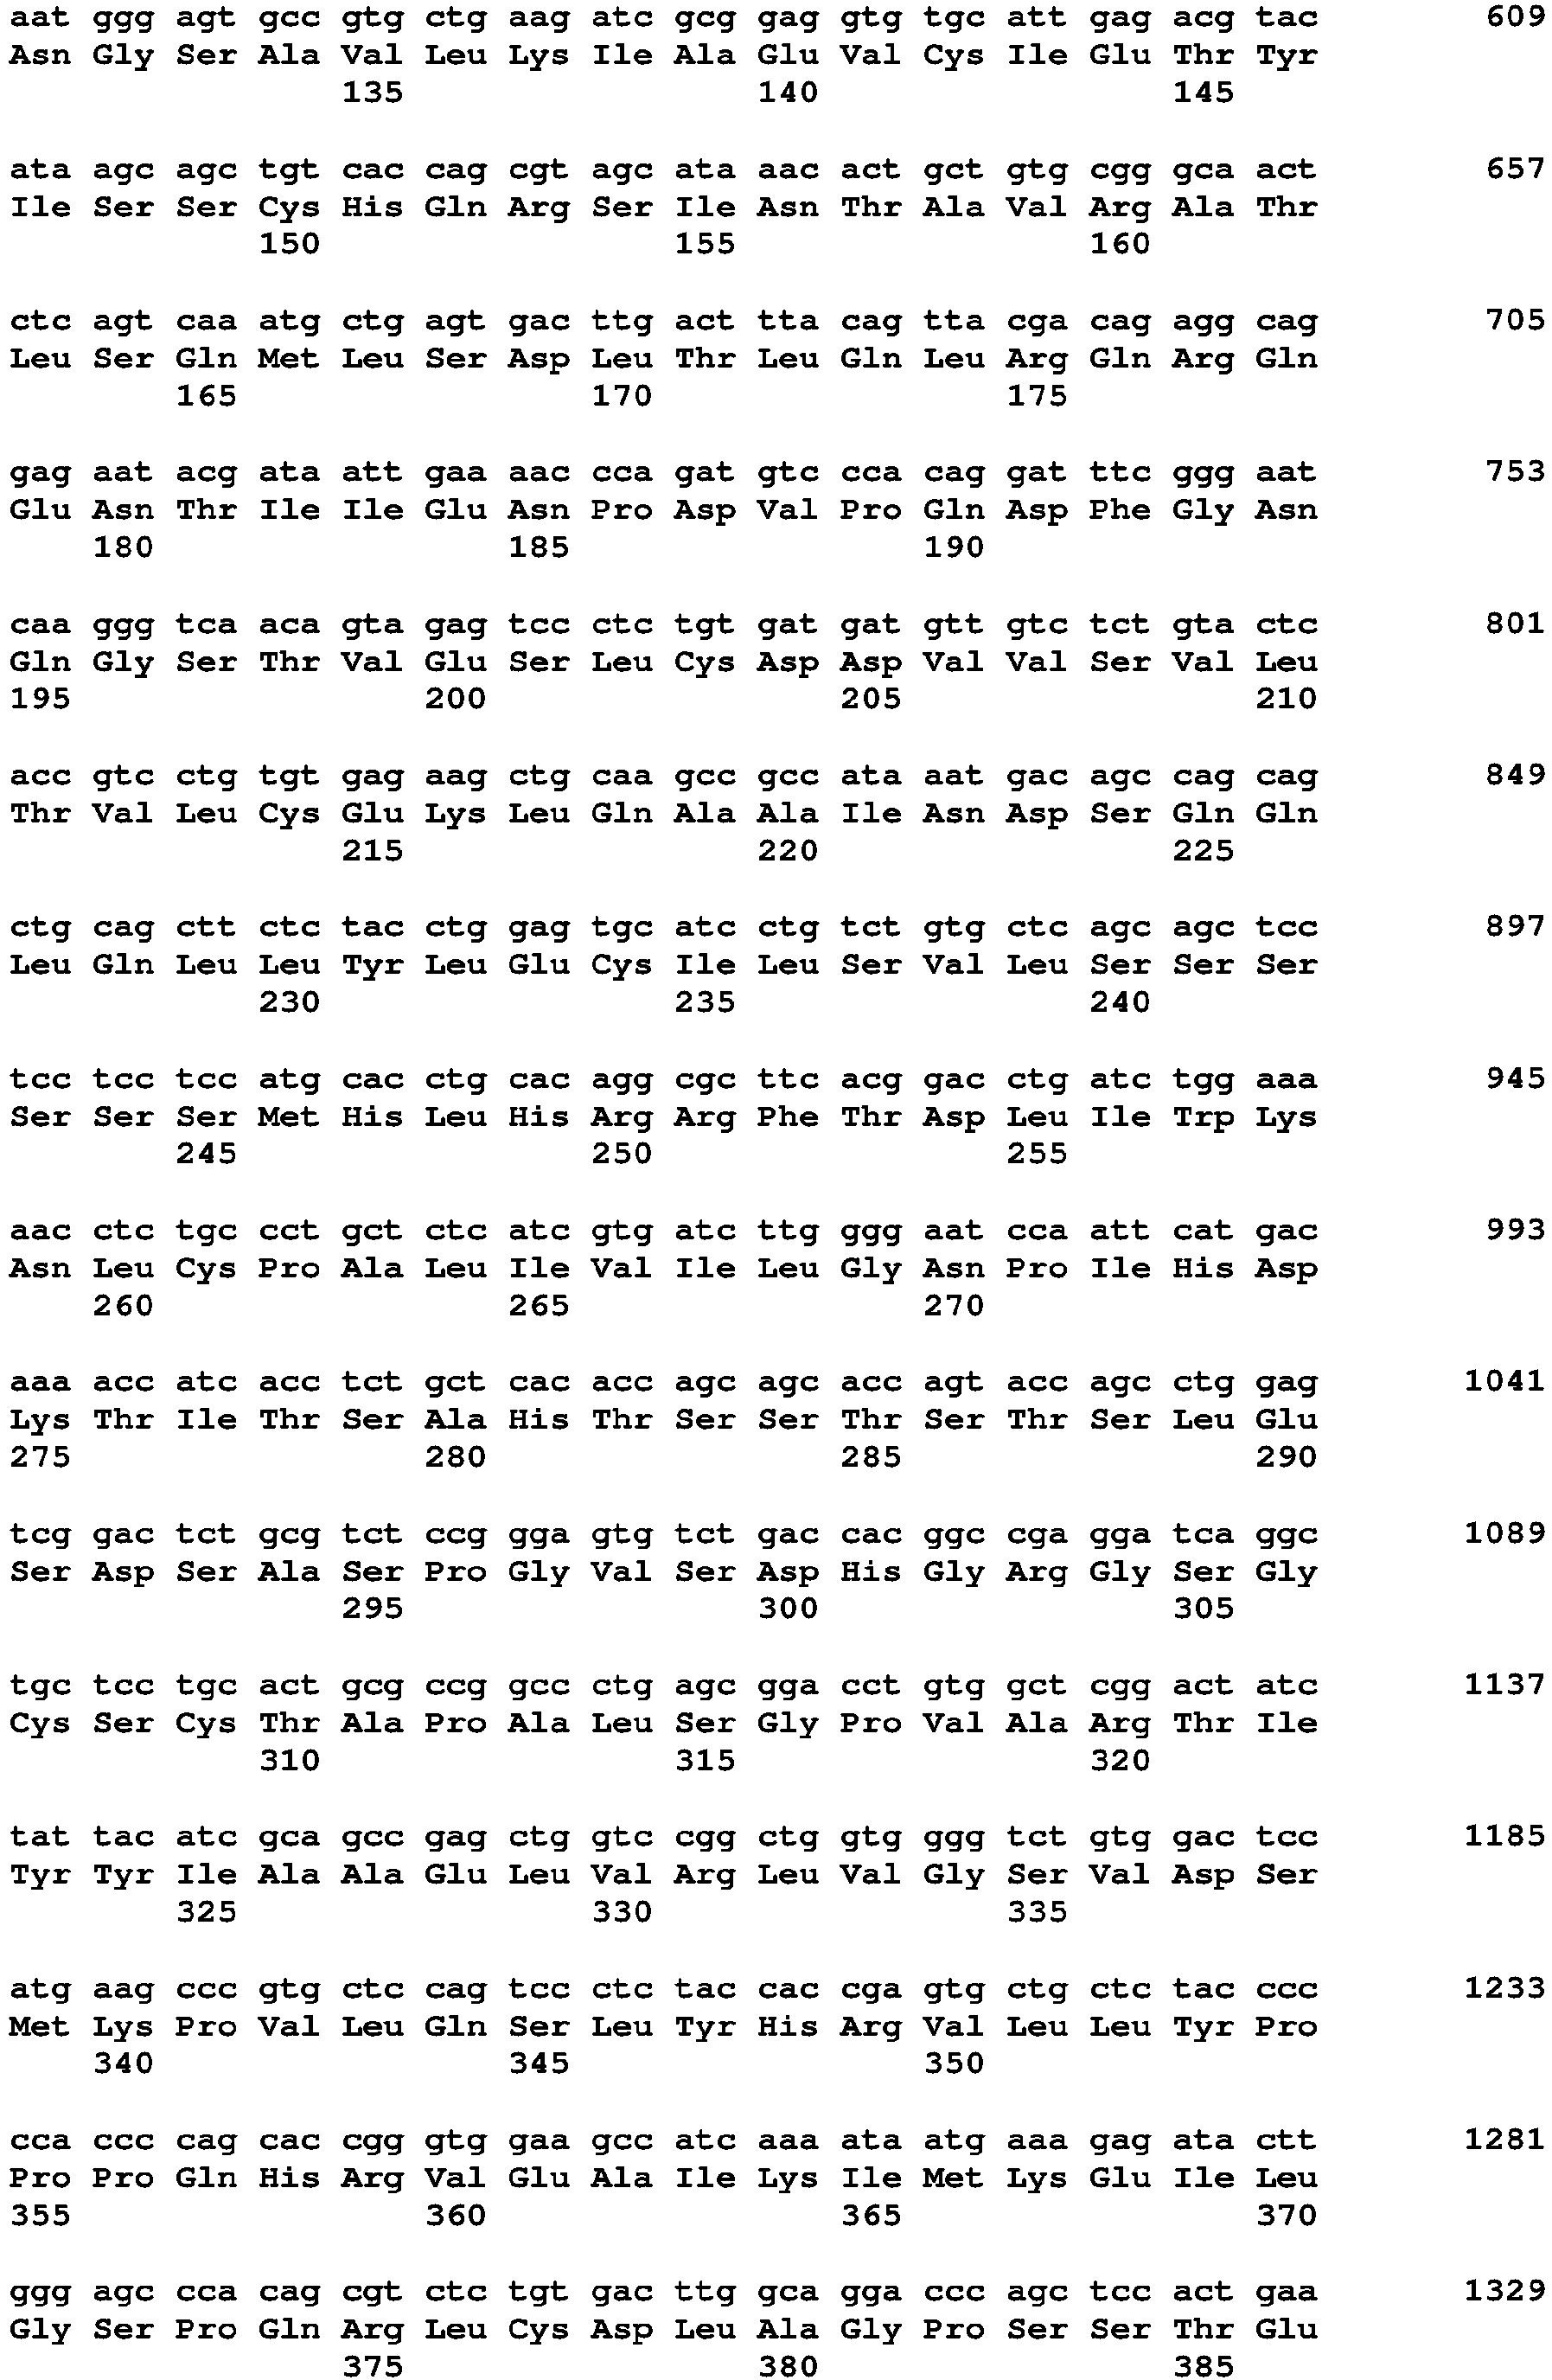 aat ggg agt gcc gtg ctg aag atc gcg gag gtg tgc att gag acg tac 609
Asn Gly Ser Ala Val Leu Lys Ile Ala Glu Val Cys Ile Glu Thr Tyr
135 140 145
ata agc agc tgt cac cag cgt agc ata aac act gct gtg cgg gca act 657
Ile Ser Ser Cys His Gln Arg Ser Ile Asn Thr Ala Val Arg Ala Thr
150 155 160
ctc agt caa atg ctg agt gac ttg act tta cag tta cga cag agg cag 705
Leu Ser Gln Met Leu Ser Asp Leu Thr Leu Gln Leu Arg Gln Arg Gln
165 170 175
gag aat acg ata att gaa aac cca gat gtc cca cag gat ttc ggg aat 753
Glu Asn Thr Ile Ile Glu Asn Pro Asp Val Pro Gln Asp Phe Gly Asn
180 185 190
caa ggg tca aca gta gag tcc ctc tgt gat gat gtt gtc tct gta ctc 801
Gln Gly Ser Thr Val Glu Ser Leu Cys Asp Asp Val Val Ser Val Leu
195 200 205 210
acc gtc ctg tgt gag aag ctg caa gcc gcc ata aat gac agc cag cag 849
Thr Val Leu Cys Glu Lys Leu Gln Ala Ala Ile Asn Asp Ser Gln Gln
215 220 225
ctg cag ctt ctc tac ctg gag tgc atc ctg tct gtg ctc agc agc tcc 897
Leu Gln Leu Leu Tyr Leu Glu Cys Ile Leu Ser Val Leu Ser Ser Ser
230 235 240
tcc tcc tcc atg cac ctg cac agg cgc ttc acg gac ctg atc tgg aaa 945
Ser Ser Ser Met His Leu His Arg Arg Phe Thr Asp Leu Ile Trp Lys
245 250 255
aac ctc tgc cct gct ctc atc gtg atc ttg ggg aat cca att cat gac 993
Asn Leu Cys Pro Ala Leu Ile Val Ile Leu Gly Asn Pro Ile His Asp
260 265 270
aaa acc atc acc tct gct cac acc agc agc acc agt acc agc ctg gag 1041
Lys Thr Ile Thr Ser Ala His Thr Ser Ser Thr Ser Thr Ser Leu Glu
275 280 285 290
tcg gac tct gcg tct ccg gga gtg tct gac cac ggc cga gga tca ggc 1089
Ser Asp Ser Ala Ser Pro Gly Val Ser Asp His Gly Arg Gly Ser Gly
295 300 305
tgc tcc tgc act gcg ccg gcc ctg agc gga cct gtg gct cgg act atc 1137
Cys Ser Cys Thr Ala Pro Ala Leu Ser Gly Pro Val Ala Arg Thr Ile
310 315 320
tat tac atc gca gcc gag ctg gtc cgg ctg gtg ggg tct gtg gac tcc 1185
Tyr Tyr Ile Ala Ala Glu Leu Val Arg Leu Val Gly Ser Val Asp Ser
325 330 335
atg aag ccc gtg ctc cag tcc ctc tac cac cga gtg ctg ctc tac ccc 1233
Met Lys Pro Val Leu Gln Ser Leu Tyr His Arg Val Leu Leu Tyr Pro
340 345 350
cca ccc cag cac cgg gtg gaa gcc atc aaa ata atg aaa gag ata ctt 1281
Pro Pro Gln His Arg Val Glu Ala Ile Lys Ile Met Lys Glu Ile Leu
355 360 365 370
ggg agc cca cag cgt ctc tgt gac ttg gca gga ccc agc tcc act gaa 1329
Gly Ser Pro Gln Arg Leu Cys Asp Leu Ala Gly Pro Ser Ser Thr Glu
375 380 385